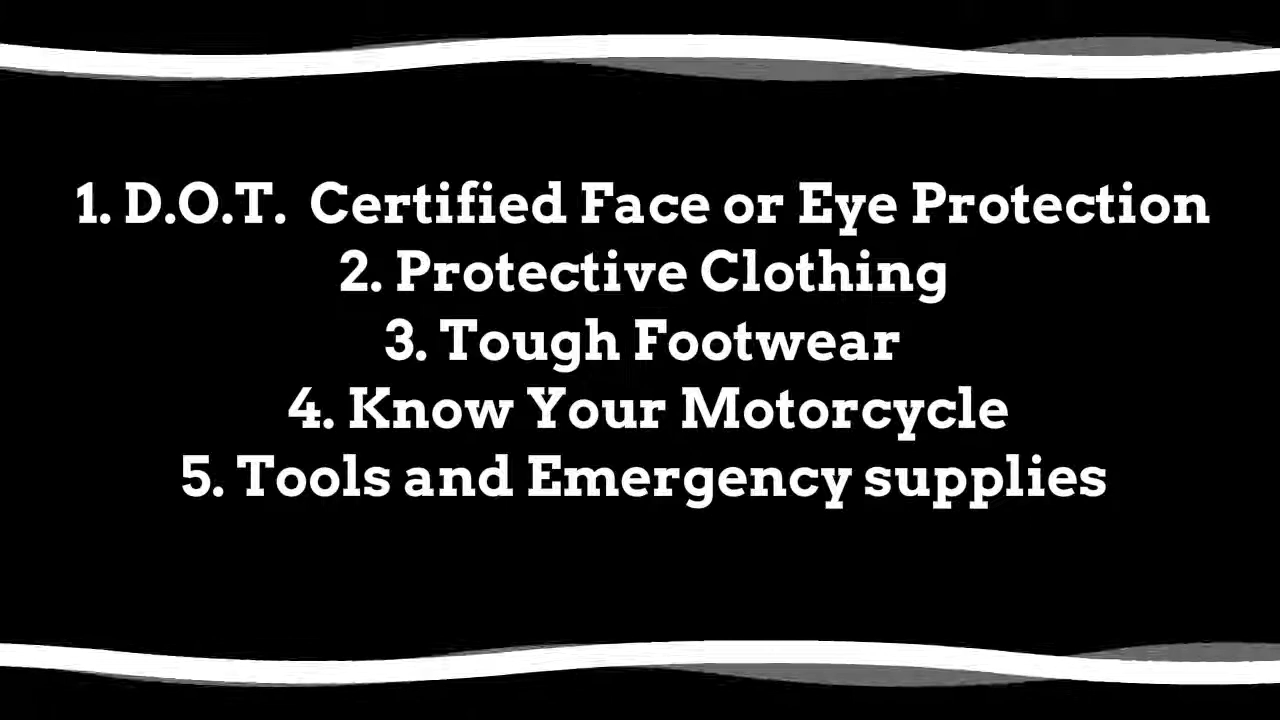 1. D.O.T. Certified Face or Eye Protection
2. Protective Clothing
3. Tough Footwear
4. Know Your Motorcycle
5. Tools and Emergency supplies